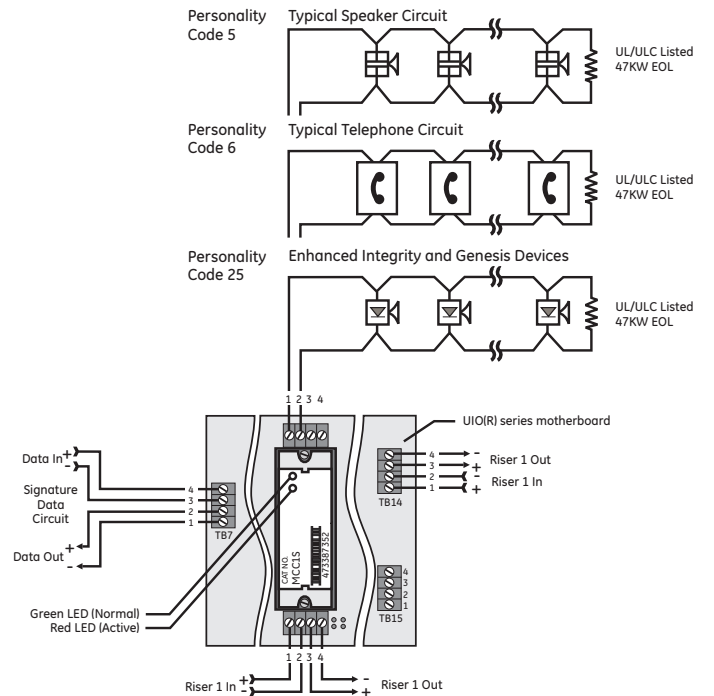 Personality Code 5
Typical Speaker Circuit
UL/ULC Listed
47KW EOL
Personality Code 6
Typical Telephone Circuit
UL/ULC Listed
47KW EOL
Personality Code 25
Enhanced Integrity and Genesis Devices
UL/ULC Listed
47KW EOL
1 2 3 4
UIO(R) series motherboard
Data In + -
Signature
Data
Circuit
Data Out + -
4
3
2
1
TB7
CAT NO.
MCC1S
473387352
4 - Riser 1 Out
3 +
2 - Riser 1 In
1 +
TB14
4
3
2
1
TB15
Green LED (Normal)
Red LED (Active)
1 2 3 4
Riser 1 In + -
- + Riser 1 Out